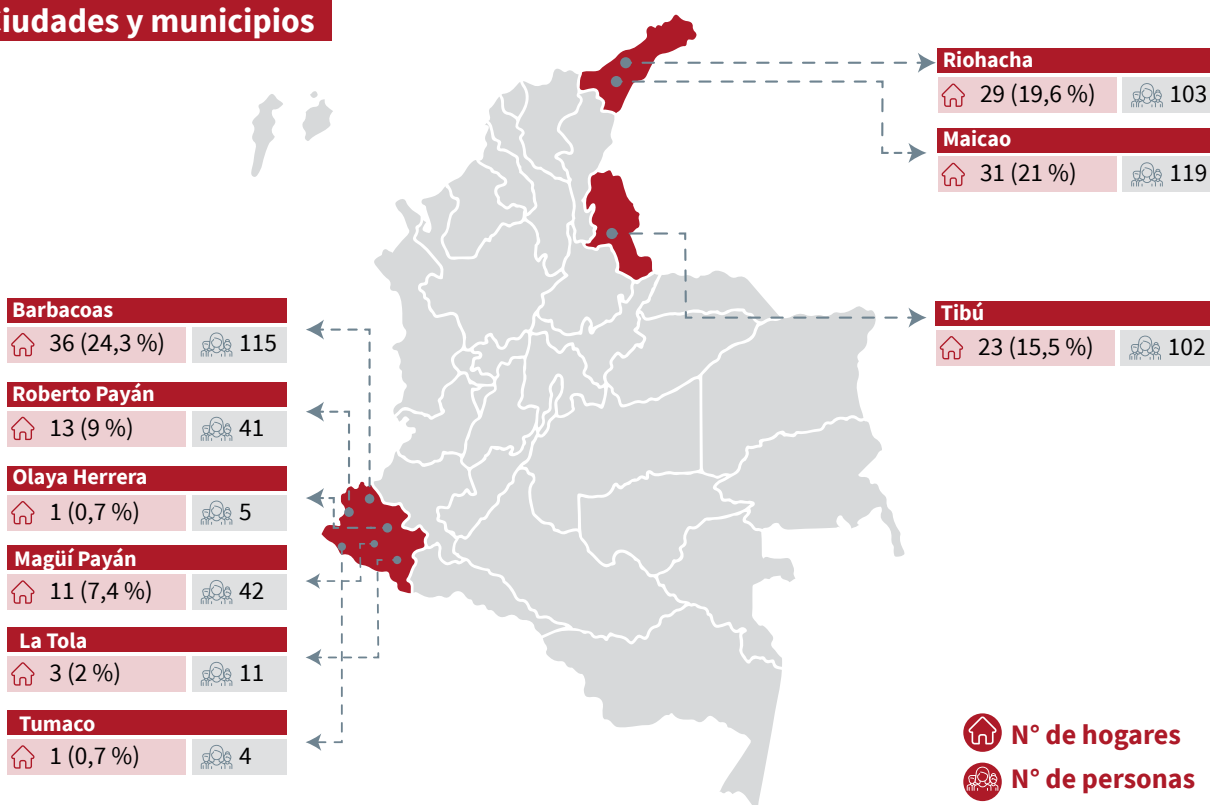 Ciudades y municipios
Riohacha
29 (19,6 %) 103
Maicao
31 (21 %) 119
Tibú
23 (15,5 %) 102
Barbacoas
36 (24,3 %) 115
Roberto Payán
13 (9 %) 41
Olaya Herrera
1 (0,7 %) 5
Magüí Payán
11 (7,4 %) 42
La Tola
3 (2 %) 11
Tumaco
1 (0,7 %) 4
N° de hogares
N° de personas